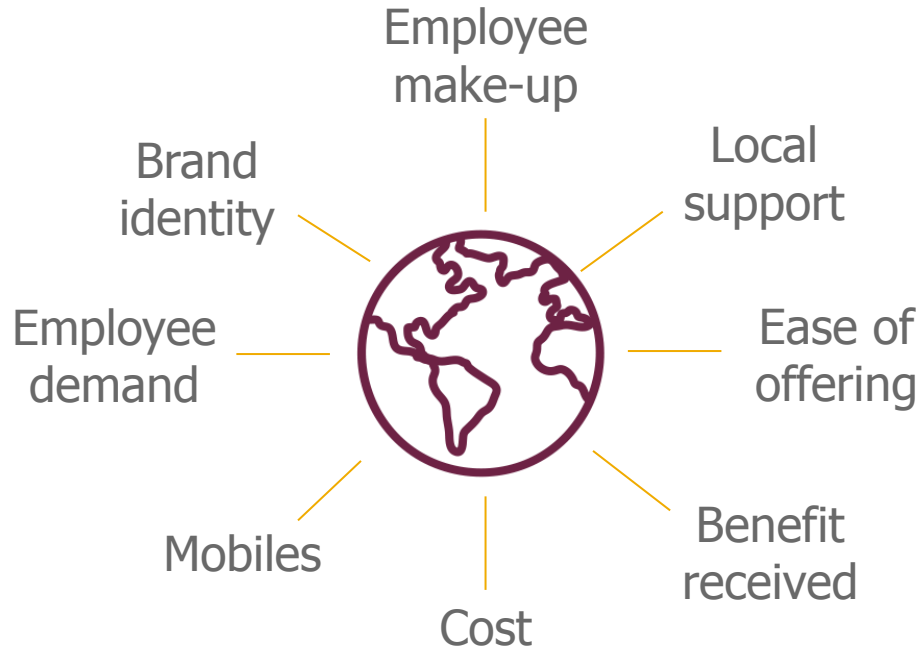 Employee
make-up
Local
support
Ease of
offering
Benefit
received
Cost
Mobiles
Employee
demand
Brand
identity